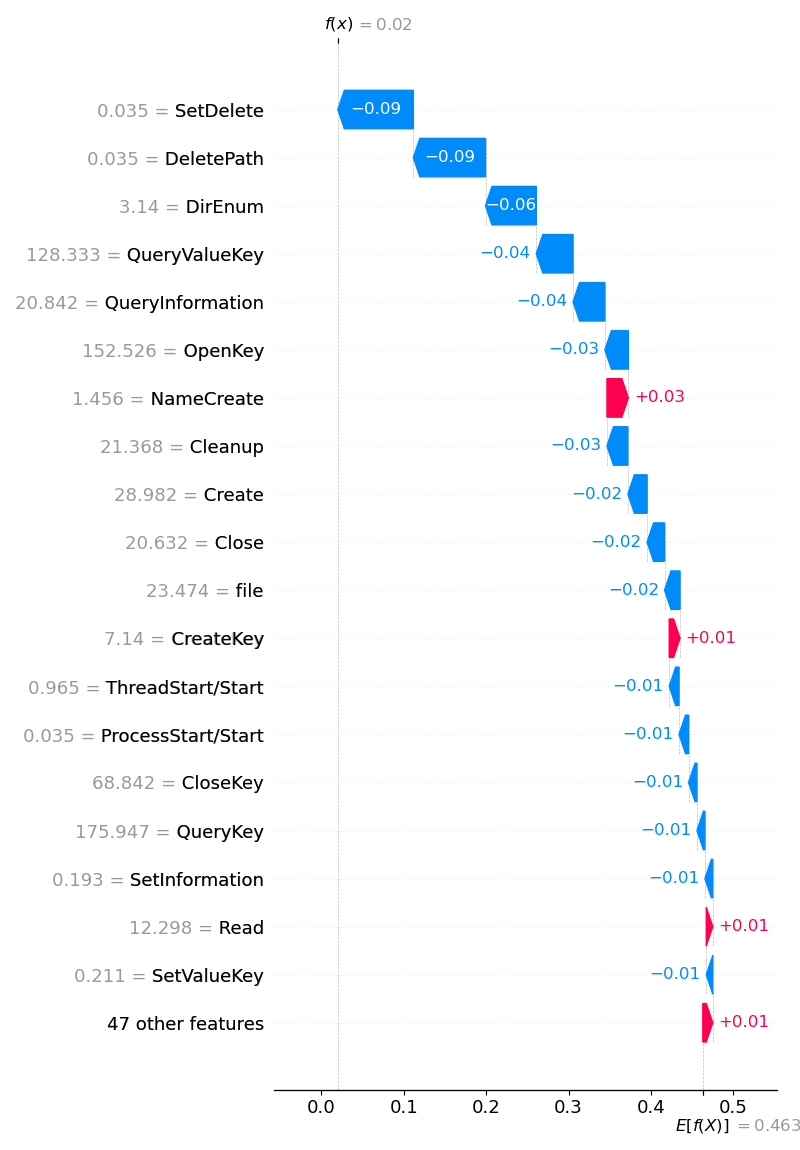 f(x) = 0.02
0.035 = SetDelete −0.09
0.035 = DeletePath −0.09
3.14 = DirEnum −0.06
128.333 = QueryValueKey −0.04
20.842 = QueryInformation −0.04
152.526 = OpenKey −0.03
1.456 = NameCreate +0.03
21.368 = Cleanup −0.03
28.982 = Create −0.02
20.632 = Close −0.02
23.474 = file −0.02
7.14 = CreateKey +0.01
0.965 = ThreadStart/Start −0.01
0.035 = ProcessStart/Start −0.01
68.842 = CloseKey −0.01
175.947 = QueryKey −0.01
0.193 = SetInformation −0.01
12.298 = Read +0.01
0.211 = SetValueKey −0.01
47 other features +0.01
0.0 0.1 0.2 0.3 0.4 0.5
E[f(X)] = 0.463